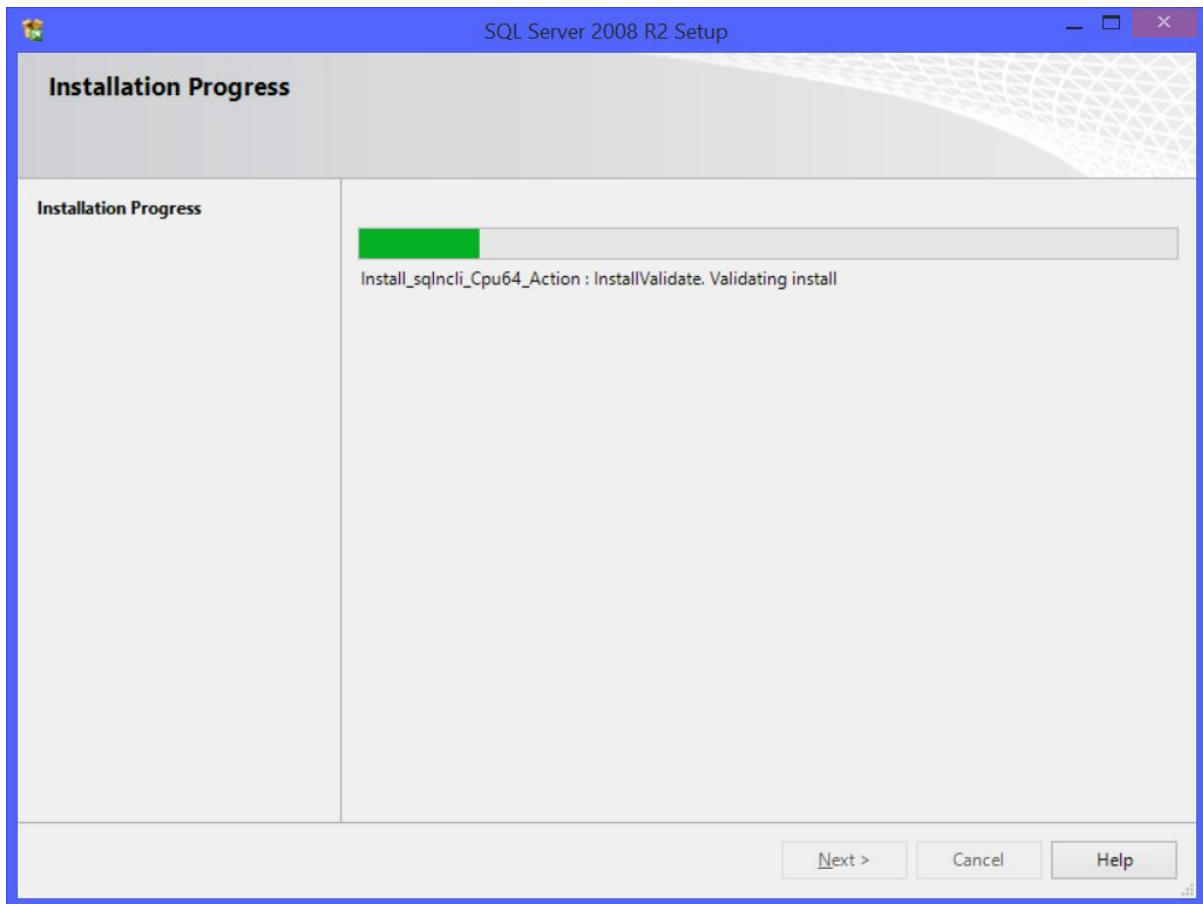 SQL Server 2008 R2 Setup
Installation Progress
Installation Progress
Install_sqlncli_Cpu64_Action : InstallValidate. Validating install
Next >
Cancel
Help